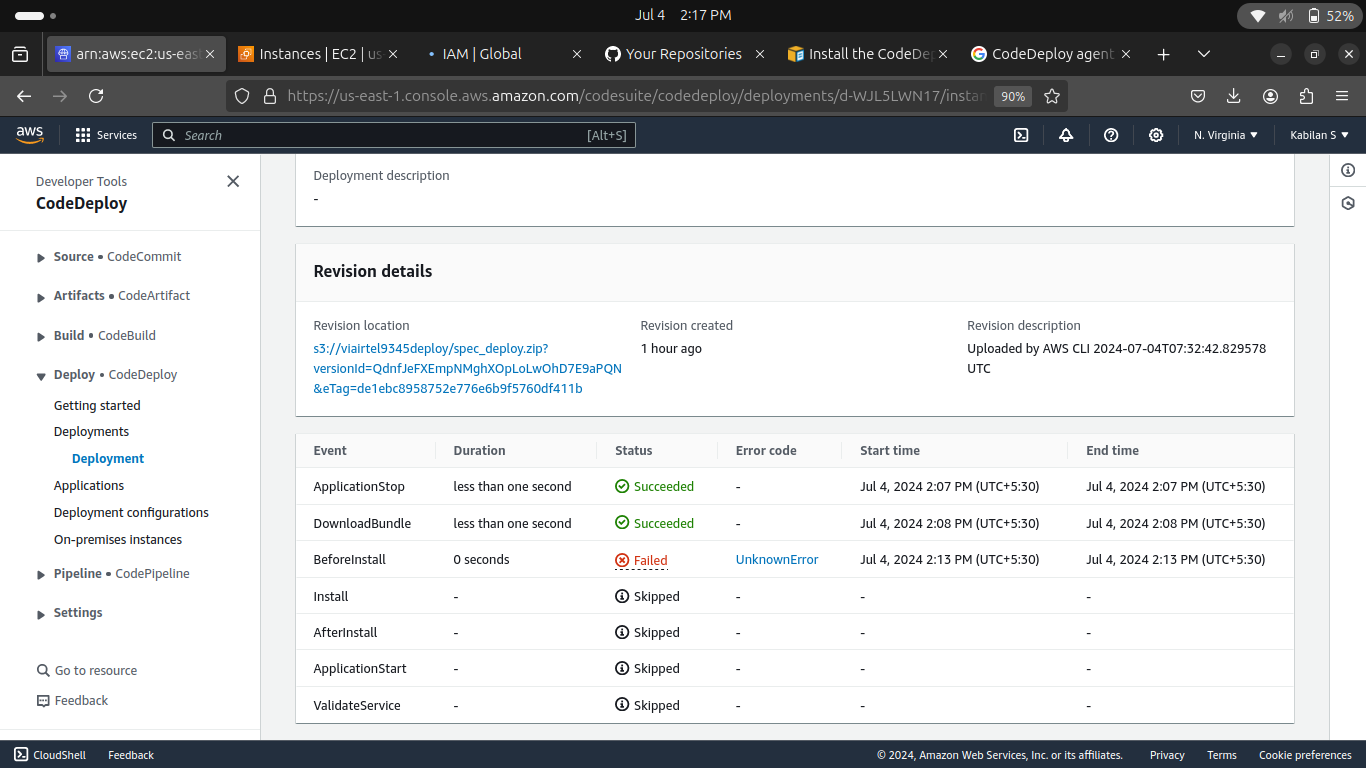 Jul 4 2:17 PM
52%
arn:aws:ec2:us-eas
Instances | EC2 | us
IAM | Global
Your Repositories
Install the CodeDep
CodeDeploy agent
https://us-east-1.console.aws.amazon.com/codesuite/codedeploy/deployments/d-WJL5LWN17/instan
90%
aws
Services
Search
[Alt+S]
N. Virginia
Kabilan S
Developer Tools
CodeDeploy
Source • CodeCommit
Artifacts • CodeArtifact
Build • CodeBuild
Deploy • CodeDeploy
Getting started
Deployments
Deployment
Applications
Deployment configurations
On-premises instances
Pipeline • CodePipeline
Settings
Go to resource
Feedback
Deployment description
-
Revision details
Revision location
s3://viairtel9345deploy/spec_deploy.zip?
versionId=QdnfJeFXEmpNMghXOpLoLwOhD7E9aPQN
&eTag=de1ebc8958752e776e6b9f5760df411b
Revision created
1 hour ago
Revision description
Uploaded by AWS CLI 2024-07-04T07:32:42.829578
UTC
Event Duration Status Error code Start time End time
ApplicationStop less than one second Succeeded - Jul 4, 2024 2:07 PM (UTC+5:30) Jul 4, 2024 2:07 PM (UTC+5:30)
DownloadBundle less than one second Succeeded - Jul 4, 2024 2:08 PM (UTC+5:30) Jul 4, 2024 2:08 PM (UTC+5:30)
BeforeInstall 0 seconds Failed UnknownError Jul 4, 2024 2:13 PM (UTC+5:30) Jul 4, 2024 2:13 PM (UTC+5:30)
Install - Skipped - - -
AfterInstall - Skipped - - -
ApplicationStart - Skipped - - -
ValidateService - Skipped - - -
CloudShell
Feedback
© 2024, Amazon Web Services, Inc. or its affiliates.
Privacy
Terms
Cookie preferences